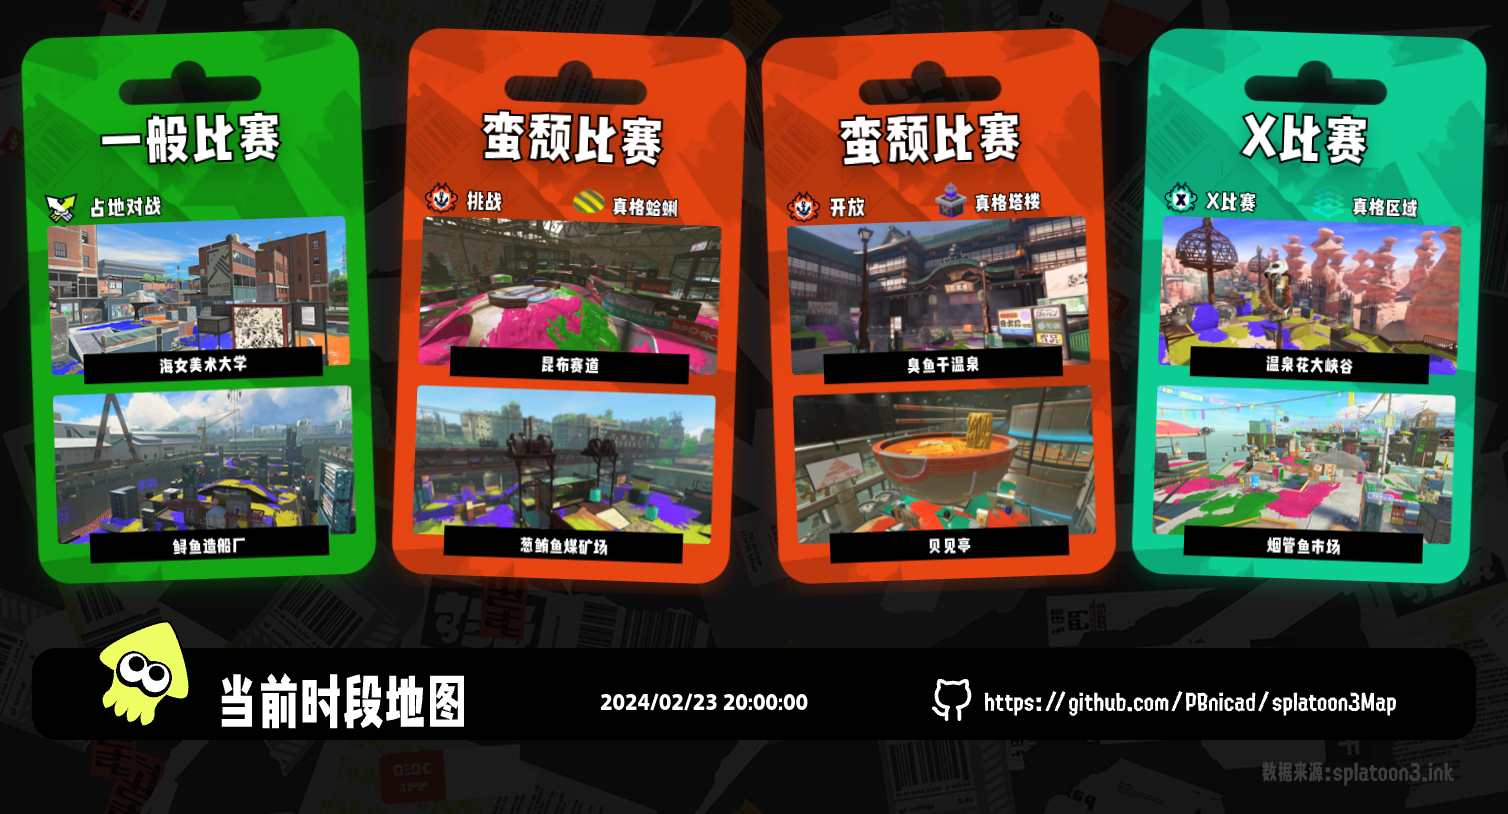 一般比赛
占地对战
海女美术大学
鲟鱼造船厂
蛮颓比赛
挑战
真格蛤蜊
昆布赛道
葱鲔鱼煤矿场
蛮颓比赛
开放
真格塔楼
臭鱼干温泉
贝贝亭
X比赛
X比赛
真格区域
温泉花大峡谷
烟管鱼市场
当前时段地图
2024/02/23 20:00:00
https://github.com/PBnicad/splatoon3Map
数据来源:splatoon3.ink